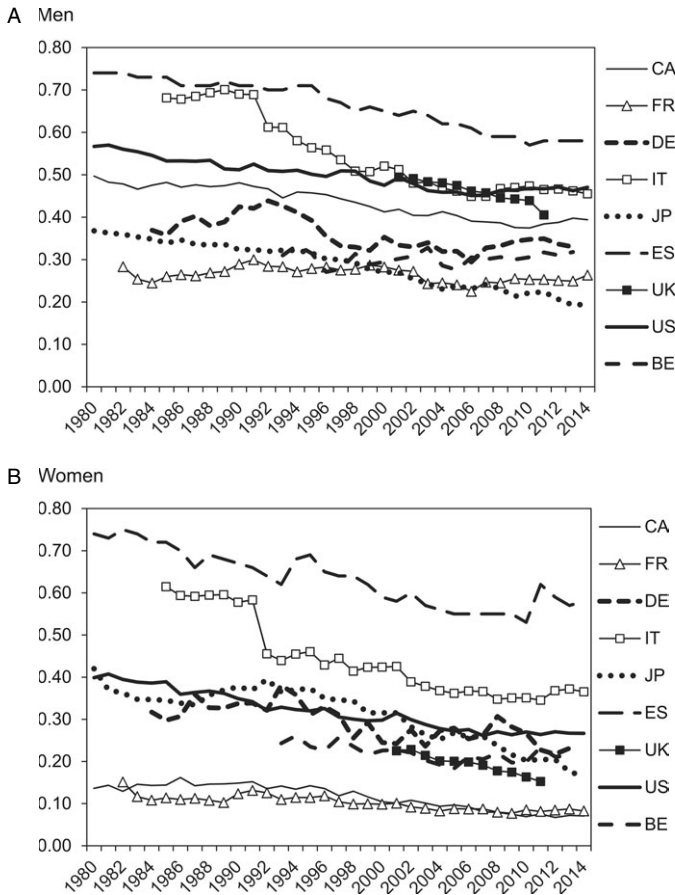 A Men
0.80
0.70
0.60
0.50
0.40
0.30
0.20
0.10
0.00
1980
1982
1984
1986
1988
1990
1992
1994
1996
1998
2000
2002
2004
2006
2008
2010
2012
2014
CA
FR
DE
IT
JP
ES
UK
US
BE
B Women
0.80
0.70
0.60
0.50
0.40
0.30
0.20
0.10
0.00
1980
1982
1984
1986
1988
1990
1992
1994
1996
1998
2000
2002
2004
2006
2008
2010
2012
2014
CA
FR
DE
IT
JP
ES
UK
US
BE